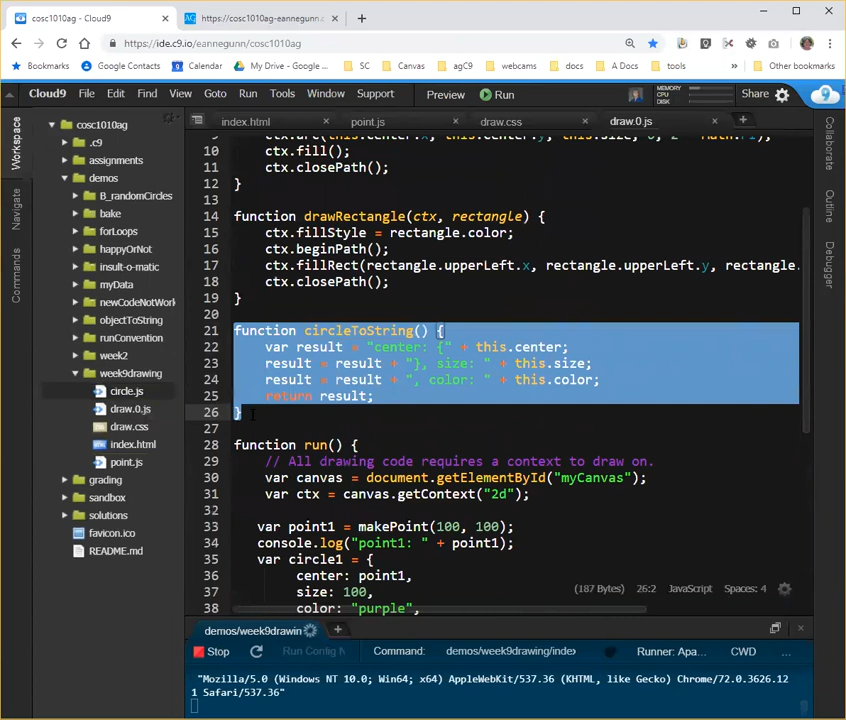 cosc1010ag - Cloud9
https://cosc1010ag-eannegunn.c
https://ide.c9.io/eannegunn/cosc1010ag
Bookmarks Google Contacts Calendar My Drive - Google ... SC Canvas agC9 webcams docs A Docs tools » Other bookmarks
Cloud9 File Edit Find View Goto Run Tools Window Support Preview Run MEMORY CPU DISK Share
index.html point.js draw.css draw.0.js
Workspace
Navigate
Commands
cosc1010ag
.c9
assignments
demos
B_randomCircles
bake
forLoops
happyOrNot
insult-o-matic
myData
newCodeNotWork
objectToString
runConvention
week2
week9drawing
circle.js
draw.0.js
draw.css
index.html
point.js
grading
sandbox
solutions
favicon.ico
README.md
10 ctx.fill();
11 ctx.closePath();
12 }
13
14 function drawRectangle(ctx, rectangle) {
15 ctx.fillStyle = rectangle.color;
16 ctx.beginPath();
17 ctx.fillRect(rectangle.upperLeft.x, rectangle.upperLeft.y, rectangle.
18 ctx.closePath();
19 }
20
21 function circleToString() {
22 var result = "center: {" + this.center;
23 result = result + "}, size: " + this.size;
24 result = result + ", color: " + this.color;
25 return result;
26 }
27
28 function run() {
29 // All drawing code requires a context to draw on.
30 var canvas = document.getElementById("myCanvas");
31 var ctx = canvas.getContext("2d");
32
33 var point1 = makePoint(100, 100);
34 console.log("point1: " + point1);
35 var circle1 = {
36 center: point1,
37 size: 100,
38 color: "purple",
(187 Bytes) 26:2 JavaScript Spaces: 4
Collaborate
Outline
Debugger
demos/week9drawin
Stop Run Config N Command: demos/week9drawing/index Runner: Apa... CWD ...
"Mozilla/5.0 (Windows NT 10.0; Win64; x64) AppleWebKit/537.36 (KHTML, like Gecko) Chrome/72.0.3626.12
1 Safari/537.36"